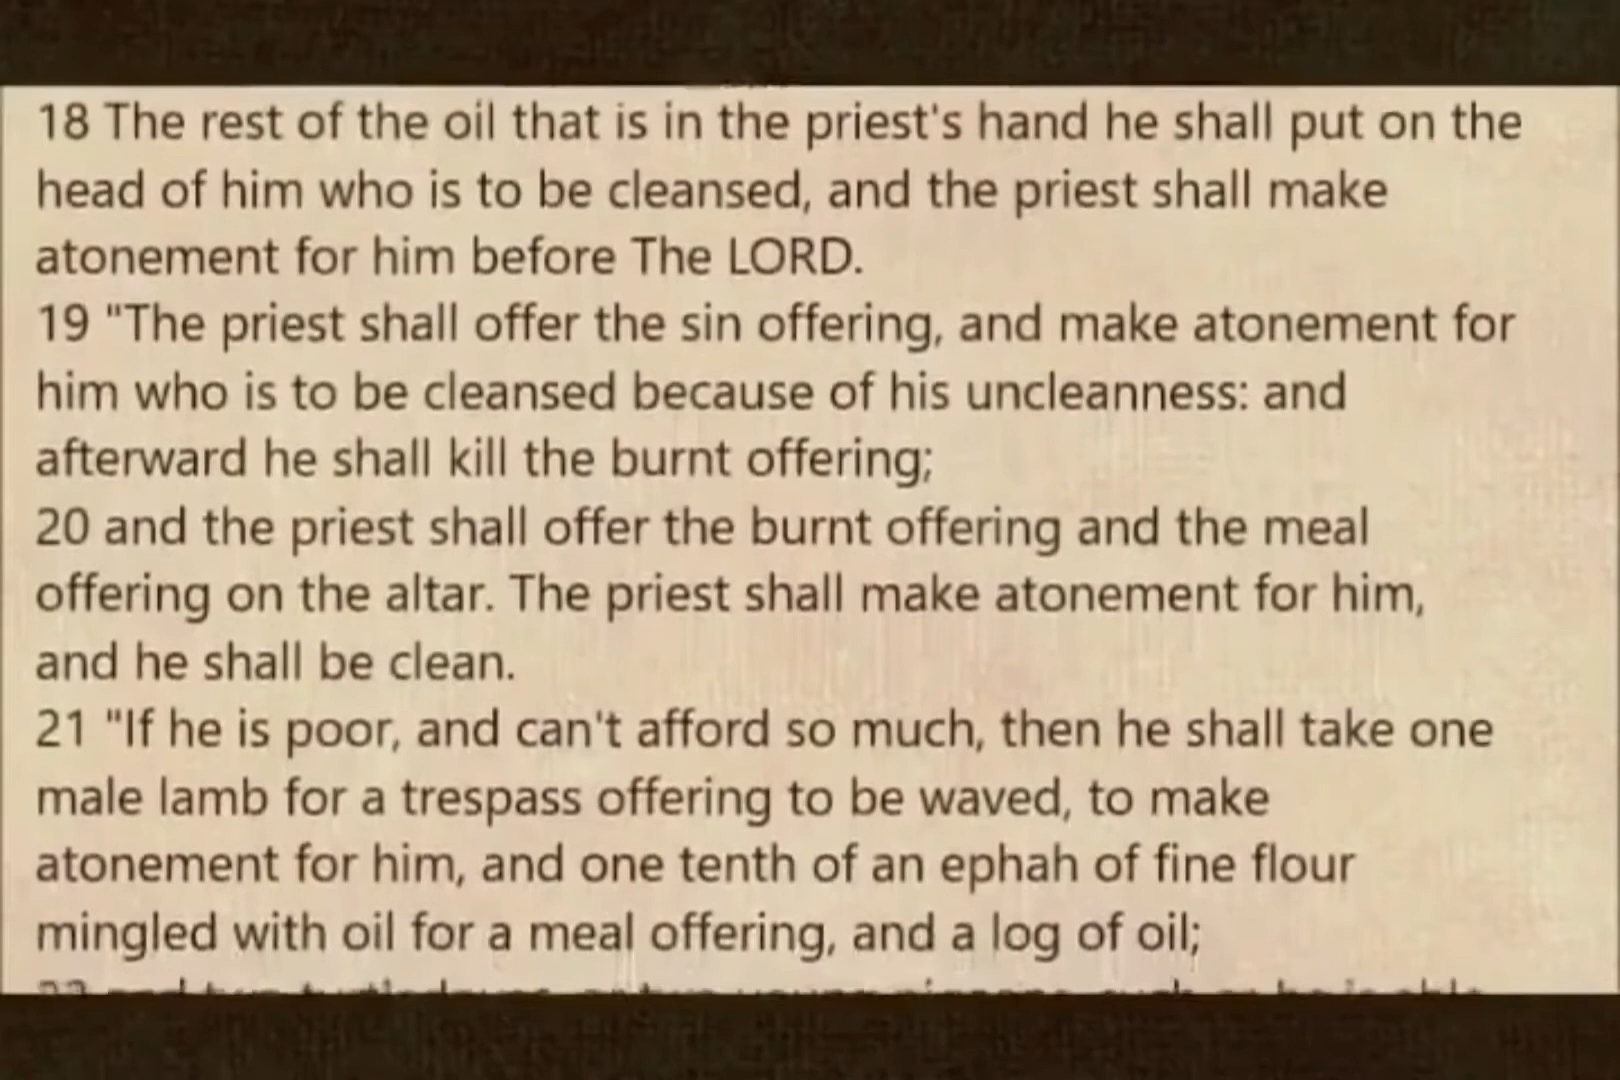 18 The rest of the oil that is in the priest's hand he shall put on the
head of him who is to be cleansed, and the priest shall make
atonement for him before The LORD.
19 "The priest shall offer the sin offering, and make atonement for
him who is to be cleansed because of his uncleanness: and
afterward he shall kill the burnt offering;
20 and the priest shall offer the burnt offering and the meal
offering on the altar. The priest shall make atonement for him,
and he shall be clean.
21 "If he is poor, and can't afford so much, then he shall take one
male lamb for a trespass offering to be waved, to make
atonement for him, and one tenth of an ephah of fine flour
mingled with oil for a meal offering, and a log of oil;